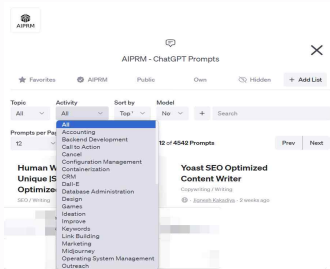 AIPRM
AIPRM - ChatGPT Prompts
Favorites AIPRM Public Own Hidden + Add List
Topic Activity Sort by Model
All All Top No + Search
All
Accounting
Backend Development
Call to Action
Cancel
Configuration Management
Containerization
CRM
Dall-E
Database Administration
Design
Games
Ideation
Improve
Keywords
Link Building
Marketing
Midjourney
Operating System Management
Outreach
Prompts per Pag
12 12 of 4542 Prompts Prev Next
Human W
Unique |S
Optimize
SEO / Writing
Yoast SEO Optimized
Content Writer
Copywriting / Writing
· Jignesh Kakadiya · 2 weeks ago